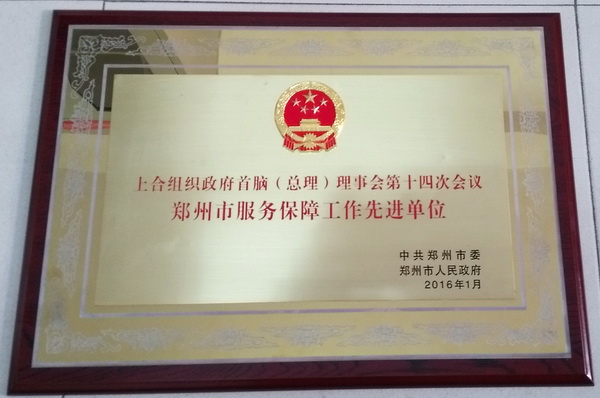 上合组织政府首脑（总理）理事会第十四次会议
郑州市服务保障工作先进单位
中共郑州市委
郑州市人民政府
2016年1月